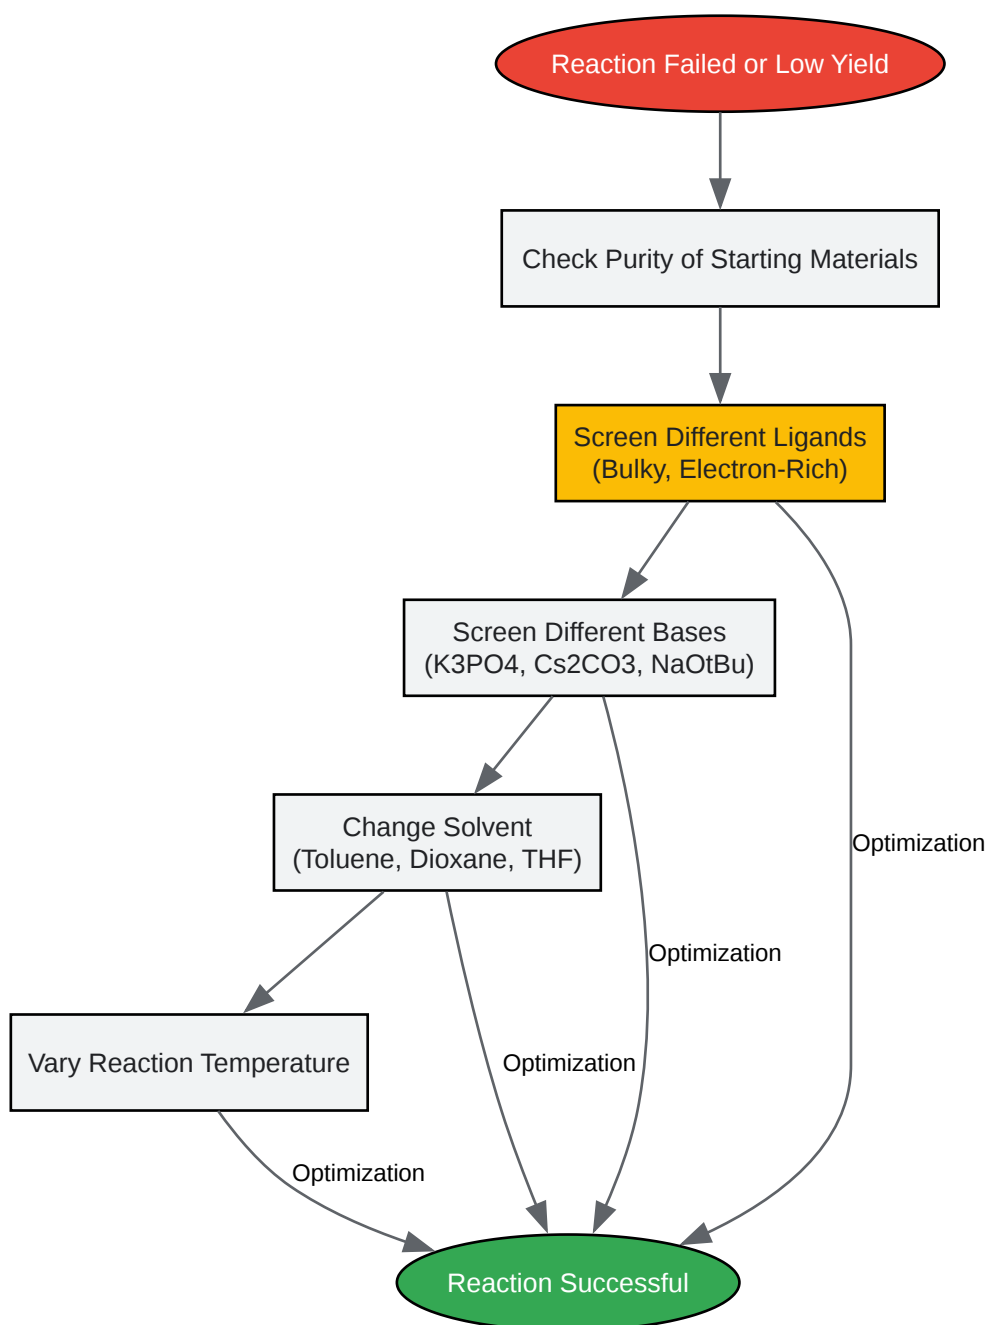 Reaction Failed or Low Yield
Check Purity of Starting Materials
Screen Different Ligands
(Bulky, Electron-Rich)
Screen Different Bases
(K3PO4, Cs2CO3, NaOtBu)
Change Solvent
(Toluene, Dioxane, THF)
Optimization
Optimization
Vary Reaction Temperature
Optimization
Optimization
Reaction Successful